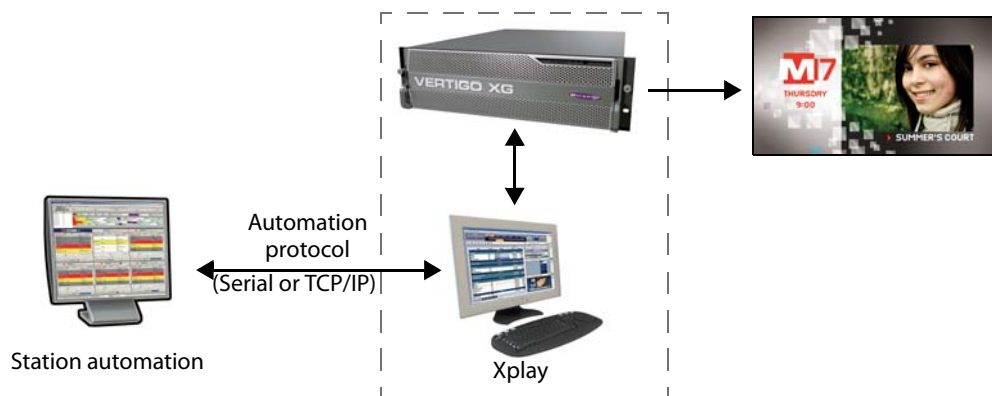 VERTIGO XG
M7
THURSDAY
9:00
SUMMER'S COURT
Automation
protocol
(Serial or TCP/IP)
Station automation
Xplay